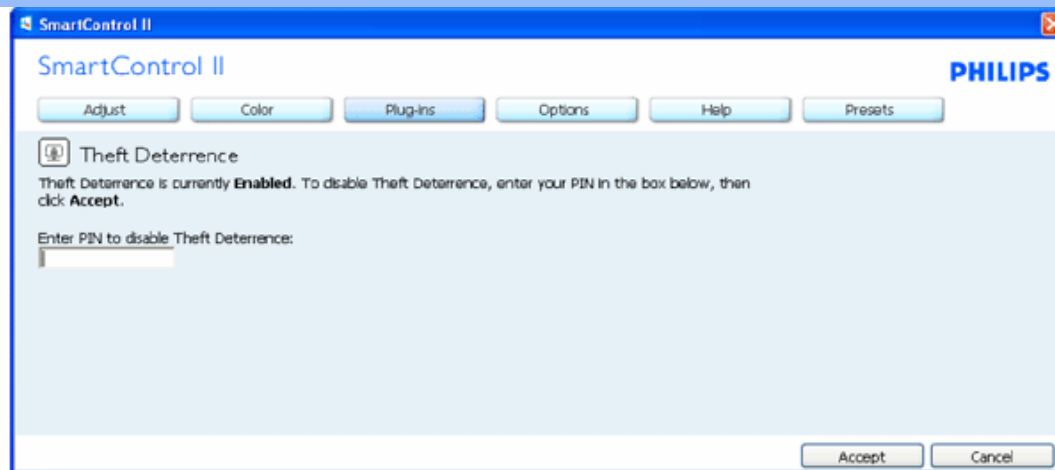 SmartControl II
SmartControl II
PHILIPS
Adjust Color Plug-ins Options Help Presets
Theft Deterrence
Theft Deterrence is currently Enabled. To disable Theft Deterrence, enter your PIN in the box below, then
click Accept.
Enter PIN to disable Theft Deterrence:
Accept Cancel